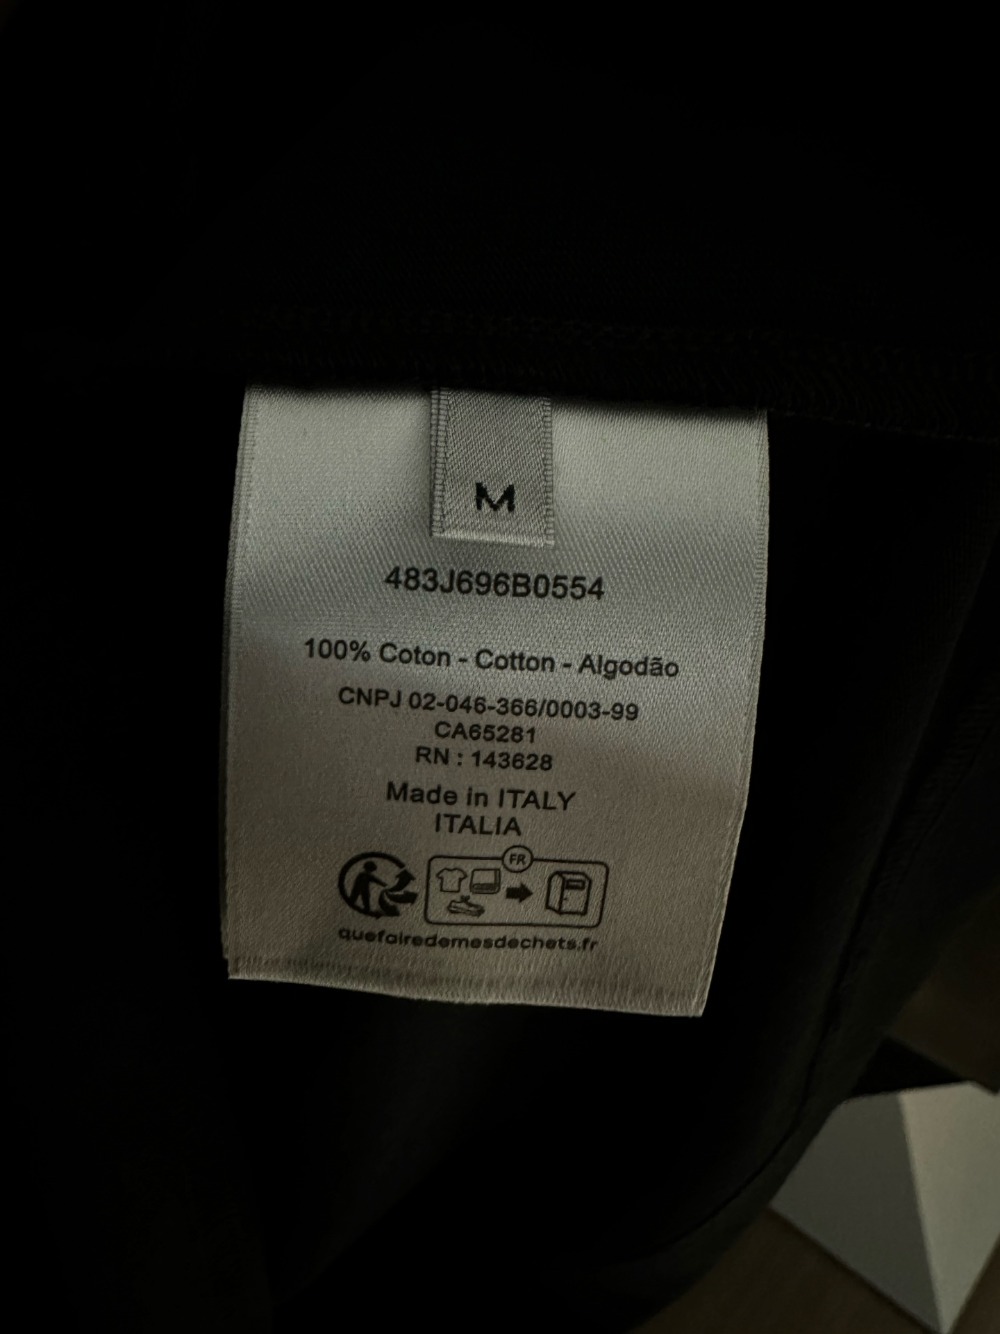 M
483J696B0554
100% Coton - Cotton - Algodão
CNPJ 02-046-366/0003-99
CA65281
RN : 143628
Made in ITALY
ITALIA
FR
quefairedemesdechets.fr